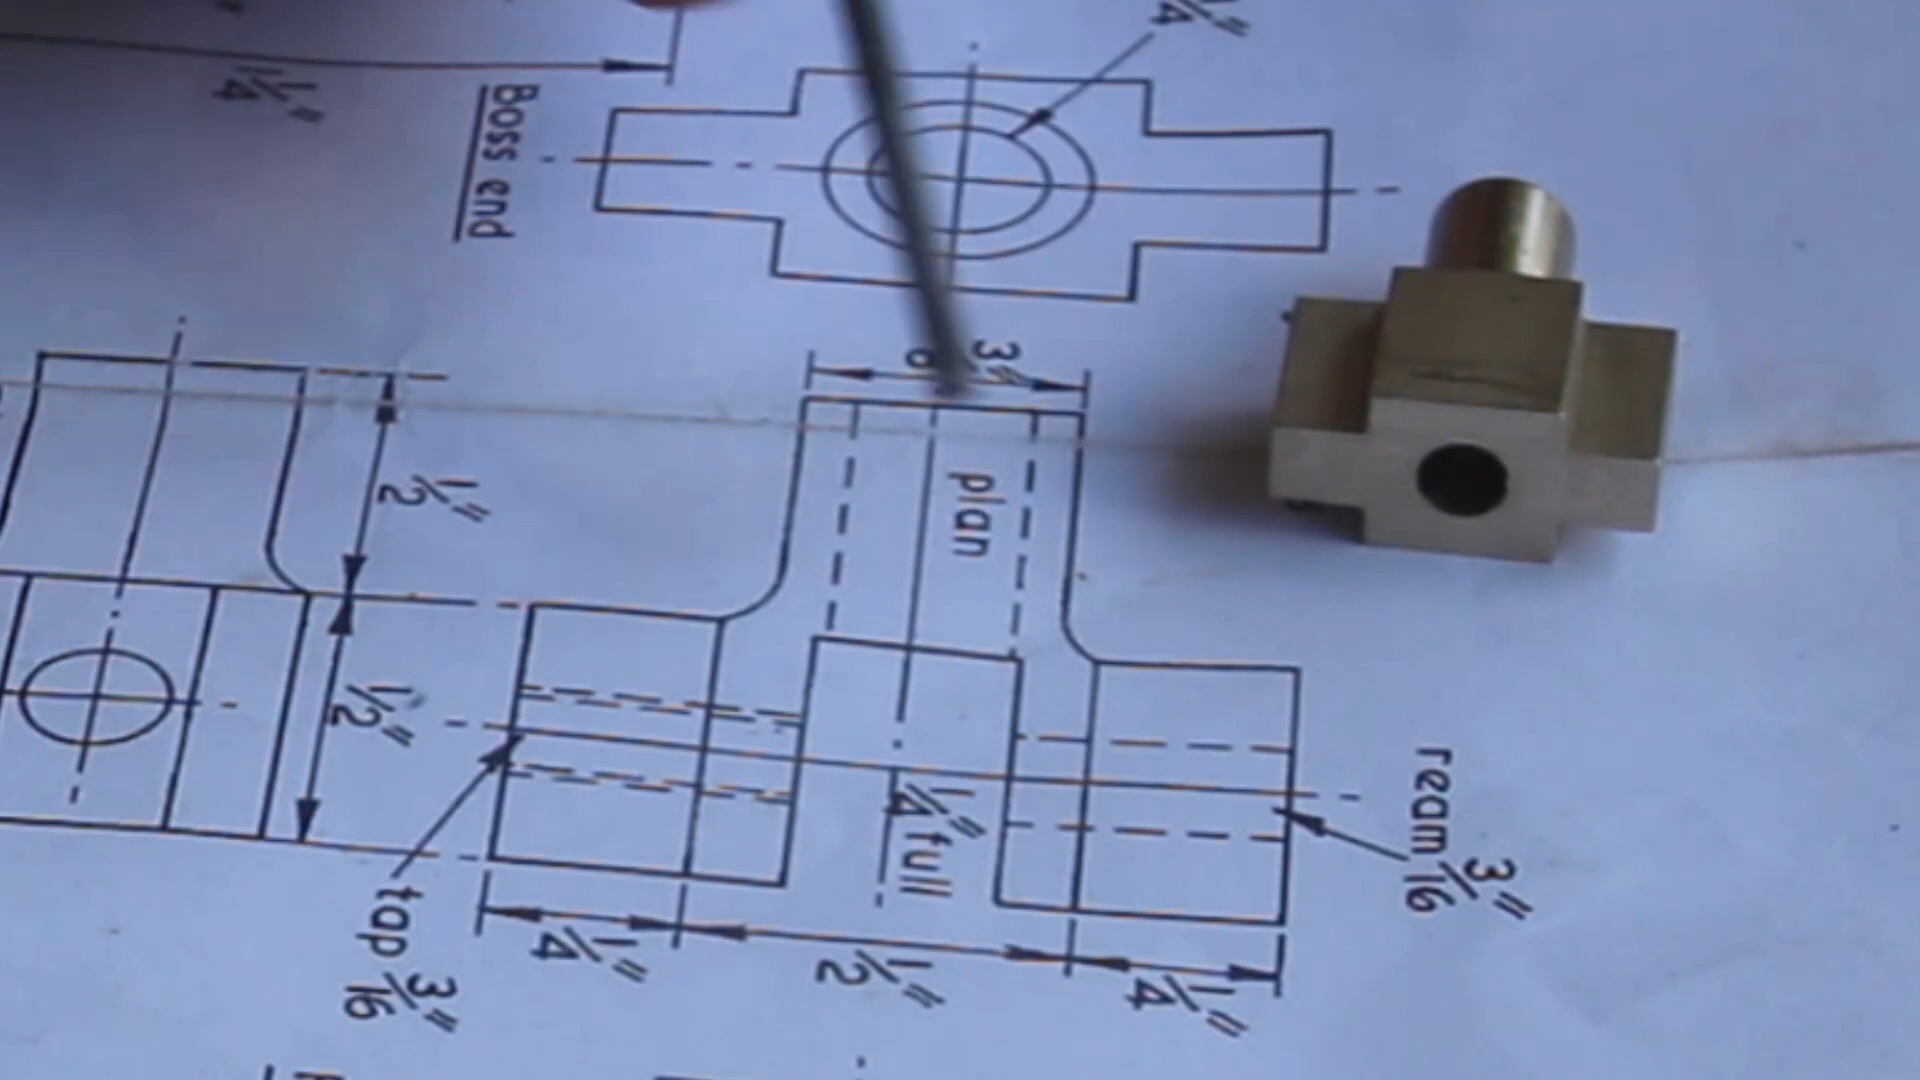 1/4"
Boss end
3"
plan
1/2"
1/2"
1/4" full
ream 3/16"
tap 3/16"
1/4"
1/2"
1/4"